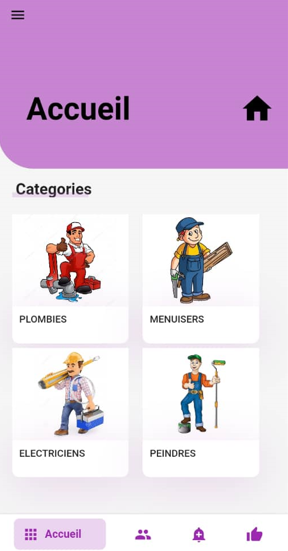 Accueil
Categories
PLOMBIES
MENUISERS
ELECTRICIENS
PEINDRES
Accueil